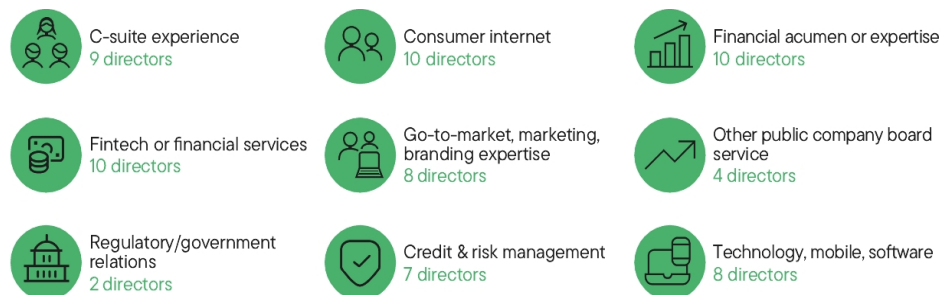 C-suite experience
9 directors
Consumer internet
10 directors
Financial acumen or expertise
10 directors
Fintech or financial services
10 directors
Go-to-market, marketing,
branding expertise
8 directors
Other public company board
service
4 directors
Regulatory/government
relations
2 directors
Credit & risk management
7 directors
Technology, mobile, software
8 directors